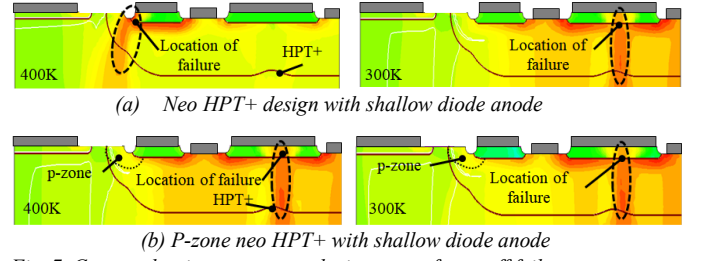 Location of
failure
HPT+
400K
Location of
failure
300K
(a) Neo HPT+ design with shallow diode anode
p-zone
Location of failure
HPT+
400K
p-zone
Location of
failure
300K
(b) P-zone neo HPT+ with shallow diode anode